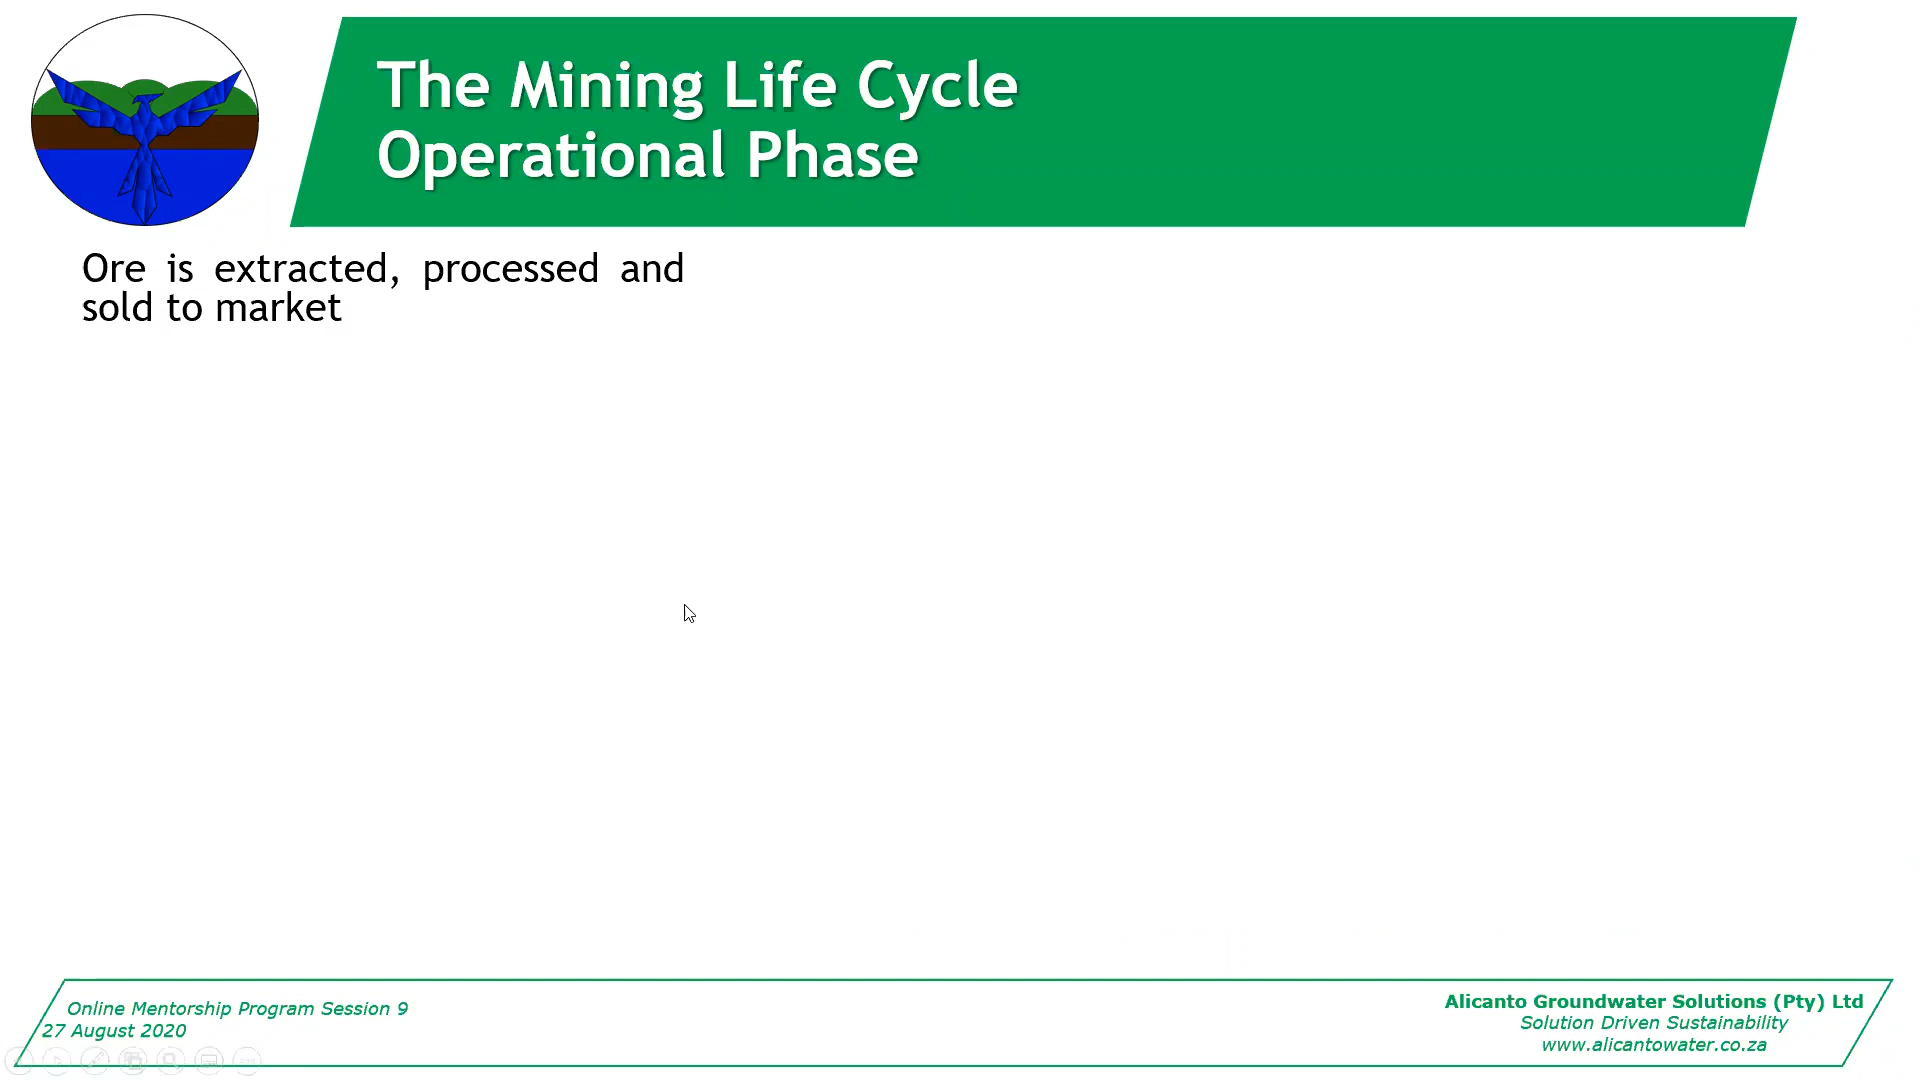 The Mining Life Cycle
Operational Phase
Ore is extracted, processed and
sold to market
Online Mentorship Program Session 9
27 August 2020
Alicanto Groundwater Solutions (Pty) Ltd
Solution Driven Sustainability
www.alicantowater.co.za